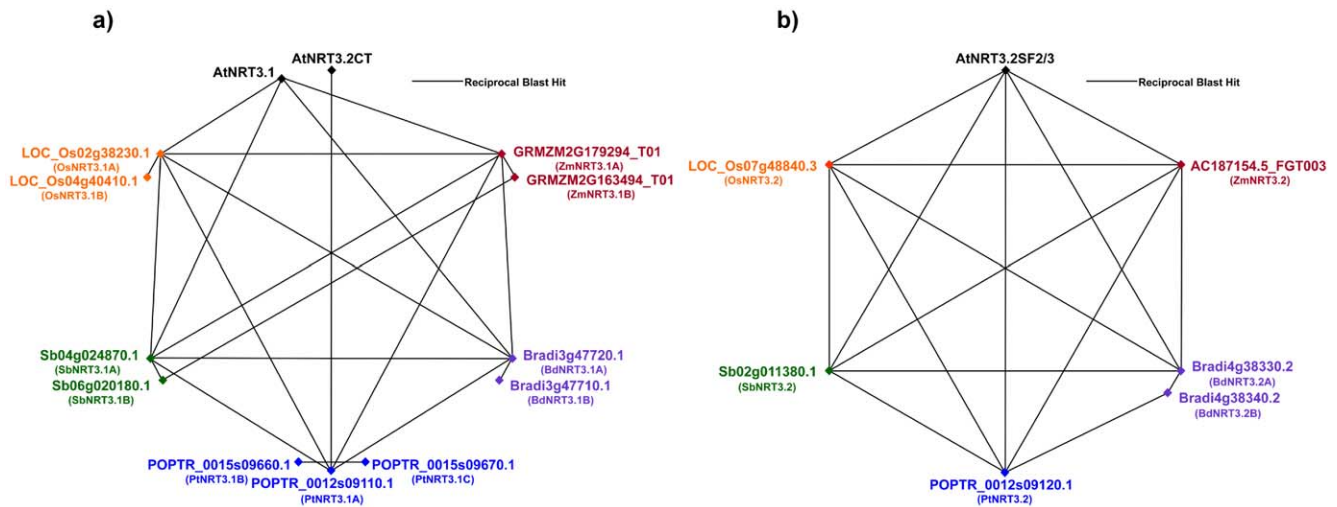 a)
AtNRT3.2CT
AtNRT3.1
Reciprocal Blast Hit
LOC_Os02g38230.1
(OsNRT3.1A)
LOC_Os04g40410.1
(OsNRT3.1B)
GRMZM2G179294_T01
(ZmNRT3.1A)
GRMZM2G163494_T01
(ZmNRT3.1B)
Sb04g024870.1
(SbNRT3.1A)
Sb06g020180.1
(SbNRT3.1B)
Bradi3g47720.1
(BdNRT3.1A)
Bradi3g47710.1
(BdNRT3.1B)
POPTR_0015s09660.1
(PtNRT3.1B)
POPTR_0015s09670.1
(PtNRT3.1C)
POPTR_0012s09110.1
(PtNRT3.1A)
b)
AtNRT3.2SF2/3
Reciprocal Blast Hit
LOC_Os07g48840.3
(OsNRT3.2)
AC187154.5_FGT003
(ZmNRT3.2)
Sb02g011380.1
(SbNRT3.2)
Bradi4g38330.2
(BdNRT3.2A)
Bradi4g38340.2
(BdNRT3.2B)
POPTR_0012s09120.1
(PtNRT3.2)